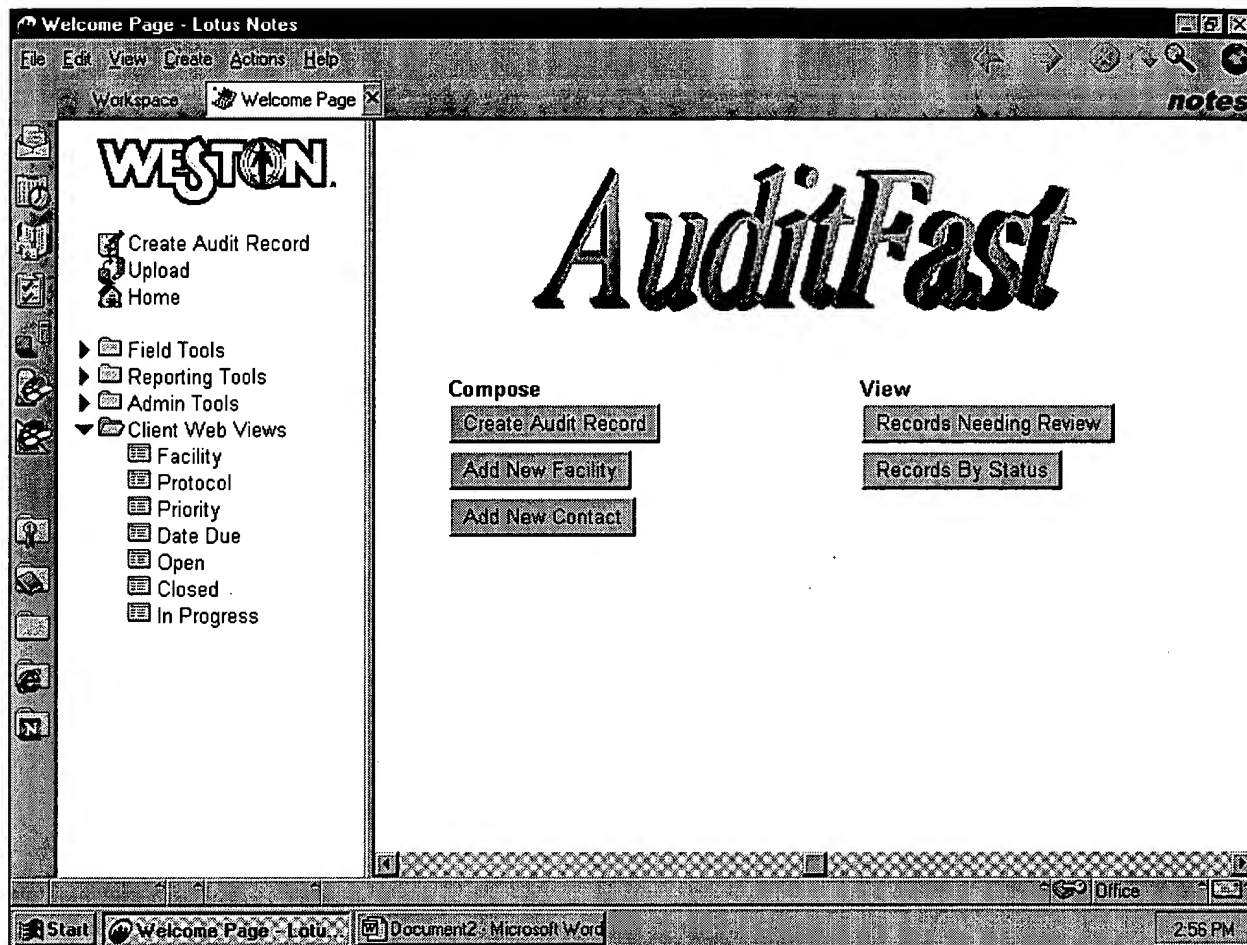 Welcome Page - Lotus Notes
File Edit View Create Actions Help
Workspace Welcome Page
notes
WESTON.
Create Audit Record
Upload
Home
Field Tools
Reporting Tools
Admin Tools
Client Web Views
Facility
Protocol
Priority
Date Due
Open
Closed
In Progress
AuditFast
Compose
Create Audit Record
Add New Facility
Add New Contact
View
Records Needing Review
Records By Status
Office
Start Welcome Page - Lotu... Document2 - Microsoft Word 2:56 PM